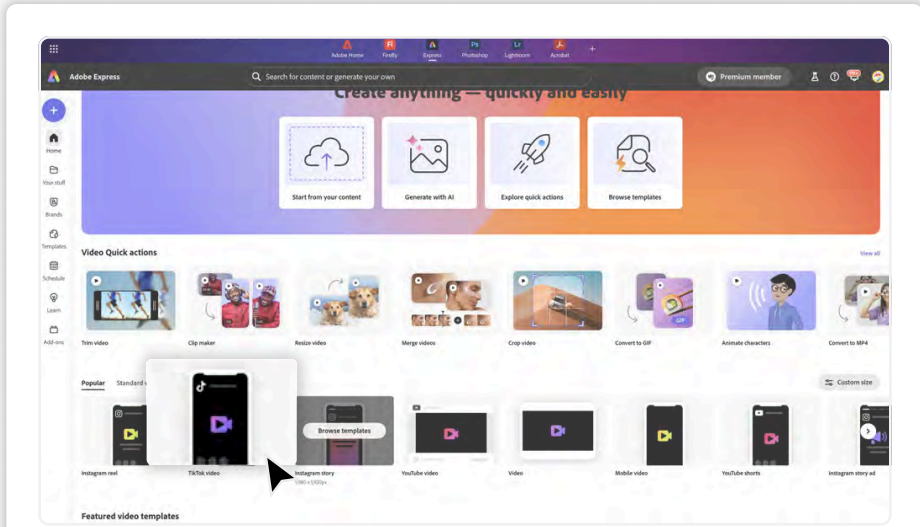 Adobe Home Firefly Express Photoshop Lightroom Acrobat +
Adobe Express
Search for content or generate your own
Premium member
Create anything — quickly and easily
Start from your content
Generate with AI
Explore quick actions
Browse templates
Home
Your stuff
Brands
Templates
Schedule
Learn
Add-ons
Video Quick actions
View all
Trim video
Clip maker
Resize video
Merge videos
Crop video
Convert to GIF
Animate characters
Convert to MP4
GIF
Popular
Standard
Custom size
Browse templates
Instagram reel
TikTok video
Instagram story
YouTube video
Video
Mobile video
YouTube shorts
Instagram story ad
Featured video templates